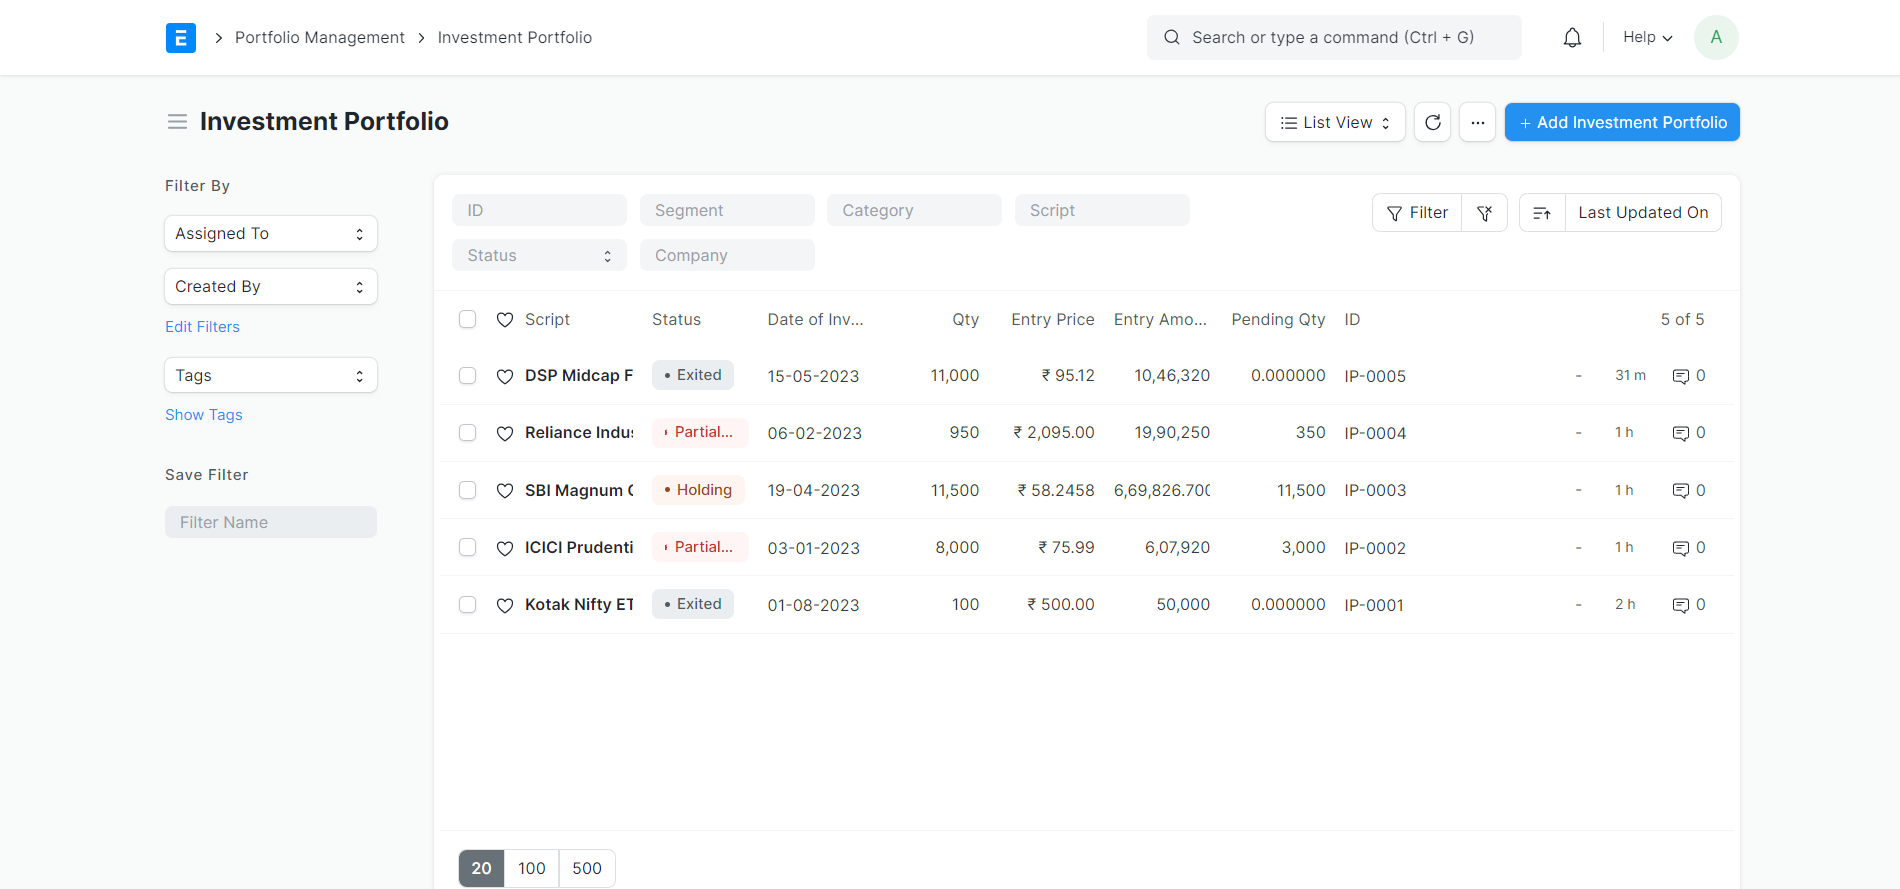 E > Portfolio Management > Investment Portfolio Search or type a command (Ctrl + G) Help A
Investment Portfolio List View ... + Add Investment Portfolio
Filter By
Assigned To
Created By
Edit Filters
Tags
Show Tags
Save Filter
Filter Name
ID Segment Category Script Filter Last Updated On
Status Company
Script Status Date of Inv... Qty Entry Price Entry Amo... Pending Qty ID 5 of 5
DSP Midcap F • Exited 15-05-2023 11,000 ₹ 95.12 10,46,320 0.000000 IP-0005 - 31 m 0
Reliance Indus Partial... 06-02-2023 950 ₹ 2,095.00 19,90,250 350 IP-0004 - 1 h 0
SBI Magnum • Holding 19-04-2023 11,500 ₹ 58.2458 6,69,826.700 11,500 IP-0003 - 1 h 0
ICICI Prudenti Partial... 03-01-2023 8,000 ₹ 75.99 6,07,920 3,000 IP-0002 - 1 h 0
Kotak Nifty ET • Exited 01-08-2023 100 ₹ 500.00 50,000 0.000000 IP-0001 - 2 h 0
20 100 500